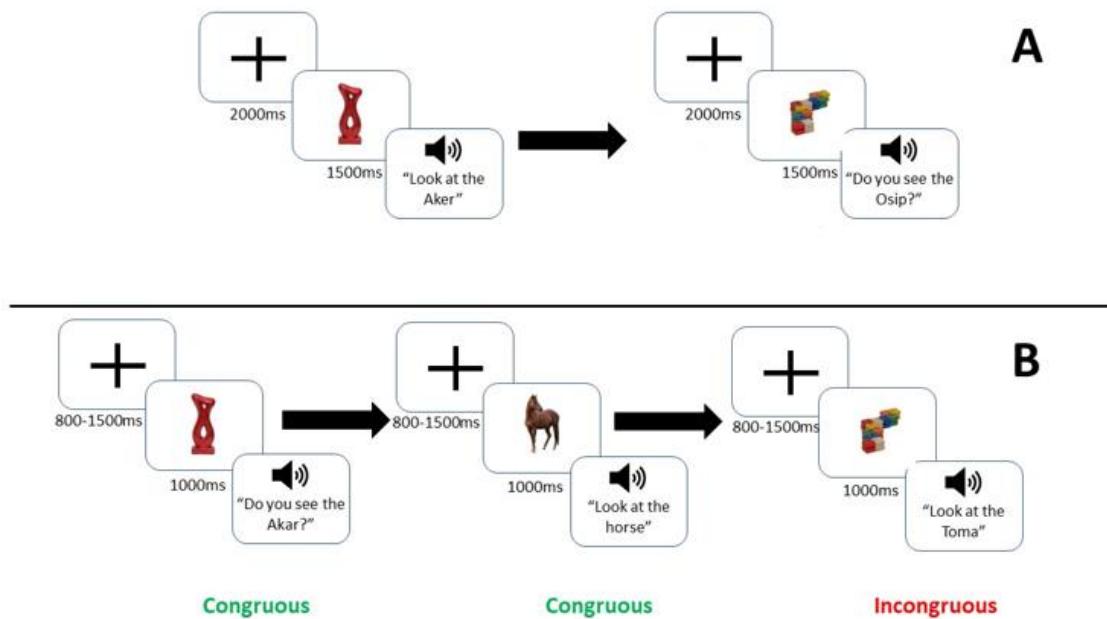 A
2000ms
1500ms
"Look at the
Aker"
2000ms
1500ms
"Do you see the
Osip?"
B
800-1500ms
1000ms
"Do you see the
Akar?"
800-1500ms
1000ms
"Look at the
horse"
800-1500ms
1000ms
"Look at the
Toma"
Congruous
Congruous
Incongruous